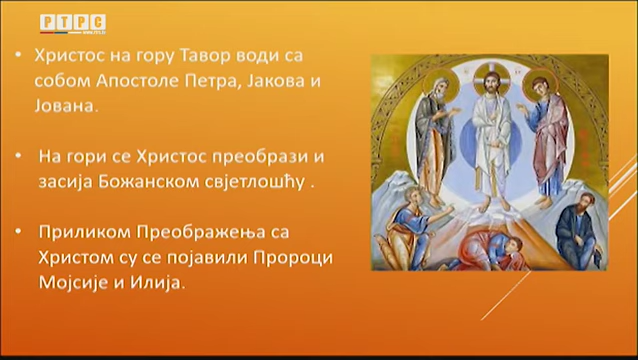 РТРС
• Христос на гору Тавор води са
собом Апостоле Петра, Јакова и
Јована.
• На гори се Христос преобрази и
засија Божанском свјетлошћу .
• Приликом Преображења са
Христом су се појавили Пророци
Мојсије и Илија.